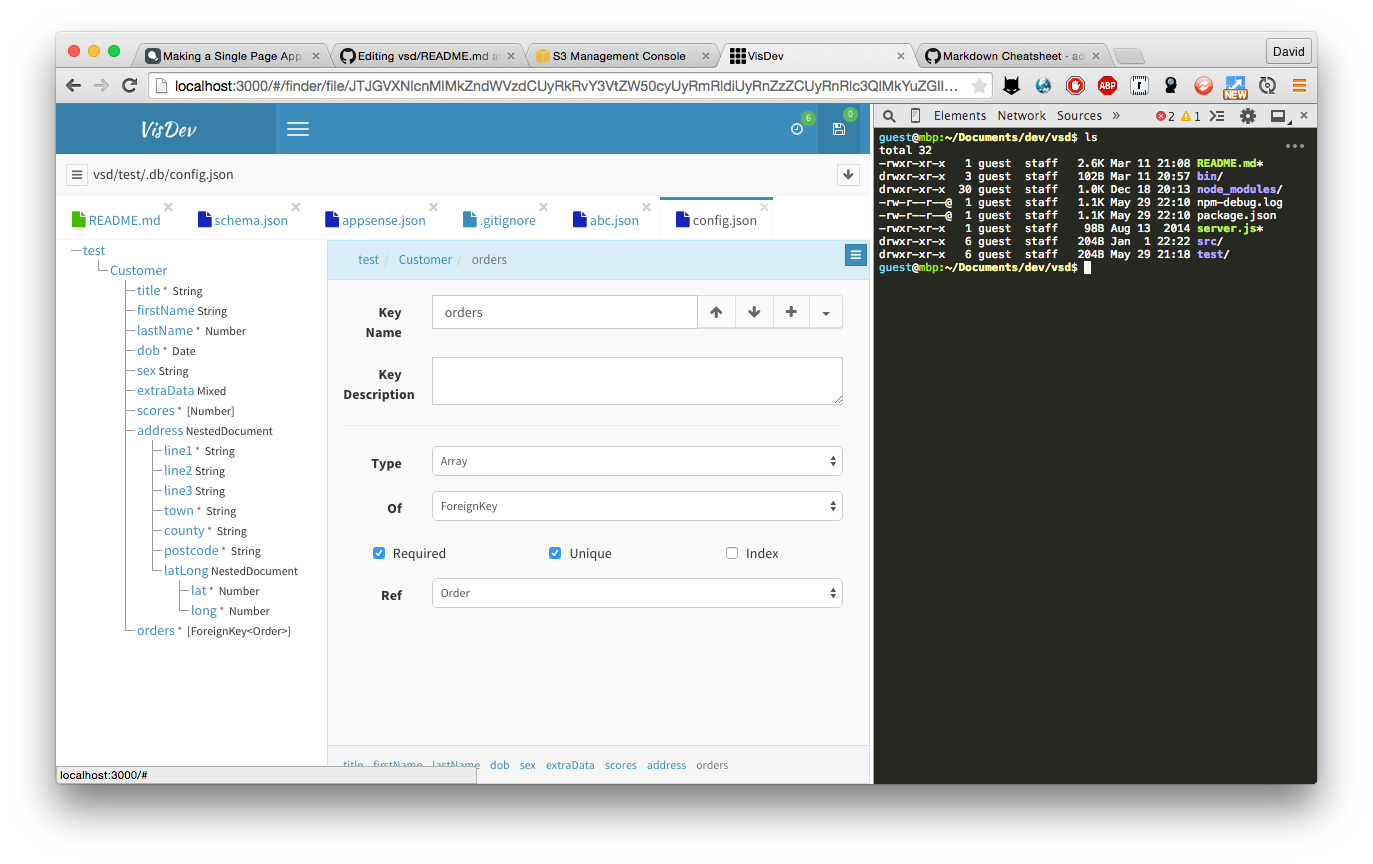 Making a Single Page App
Editing vsd/README.md at
S3 Management Console
VisDev
Markdown Cheatsheet · ad
David
localhost:3000/#/finder/file/JTJGVXNlcnMlMkZndWVzdCUyRkRvY3VtZW50cyUyRmRldiUyRnZzZCUyRnRlc3QlMkYuZGIl...
ABP
NEW
VisDev
6
0
Elements Network Sources »
2 1
vsd/test/.db/config.json
README.md
schema.json
appsense.json
.gitignore
abc.json
config.json
test
Customer
title * String
firstName String
lastName * Number
dob * Date
sex String
extraData Mixed
scores * [Number]
address NestedDocument
line1 * String
line2 String
line3 String
town * String
county * String
postcode * String
latLong NestedDocument
lat * Number
long * Number
orders * [ForeignKey<Order>]
test / Customer / orders
Key Name
orders
Key Description
Type
Array
Of
ForeignKey
Required
Unique
Index
Ref
Order
title firstName lastName dob sex extraData scores address orders
localhost:3000/#
guest@mbp:~/Documents/dev/vsd$ ls
total 32
-rwxr-xr-x 1 guest staff 2.6K Mar 11 21:08 README.md*
drwxr-xr-x 3 guest staff 102B Mar 11 20:57 bin/
drwxr-xr-x 30 guest staff 1.0K Dec 18 20:13 node_modules/
-rw-r--r--@ 1 guest staff 1.1K May 29 22:10 npm-debug.log
-rw-r--r--@ 1 guest staff 1.1K May 29 22:10 package.json
-rwxr-xr-x 1 guest staff 98B Aug 13 2014 server.js*
drwxr-xr-x 6 guest staff 204B Jan 1 22:22 src/
drwxr-xr-x 6 guest staff 204B May 29 21:18 test/
guest@mbp:~/Documents/dev/vsd$